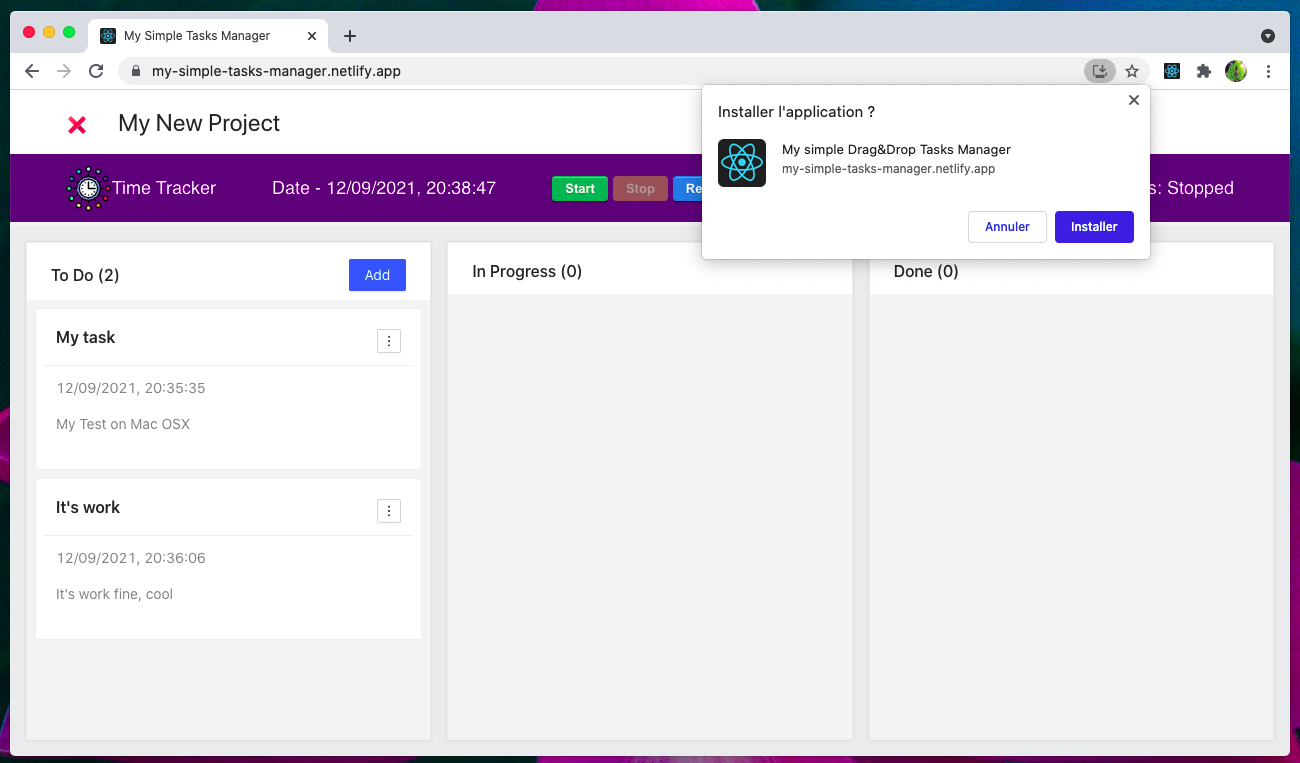 My Simple Tasks Manager
my-simple-tasks-manager.netlify.app
My New Project
Installer l'application ?
My simple Drag&Drop Tasks Manager
my-simple-tasks-manager.netlify.app
Annuler
Installer
Time Tracker
Date - 12/09/2021, 20:38:47
Start
Stop
Re
s: Stopped
To Do (2)
Add
In Progress (0)
Done (0)
My task
12/09/2021, 20:35:35
My Test on Mac OSX
It's work
12/09/2021, 20:36:06
It's work fine, cool